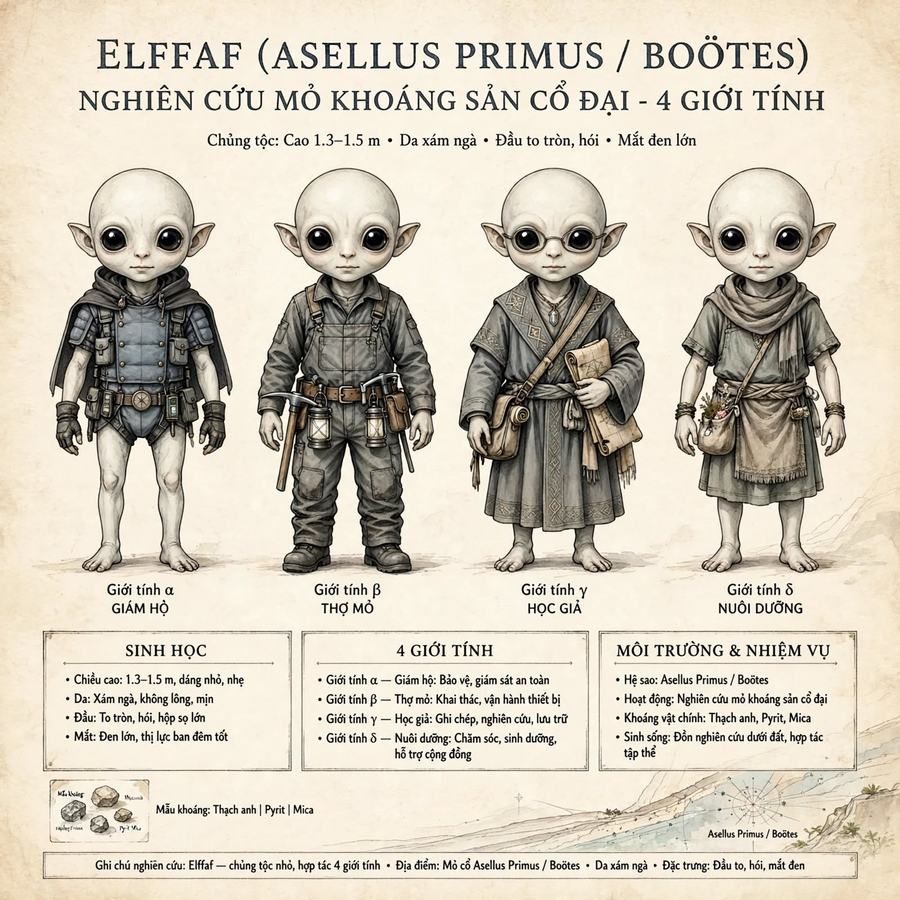 ELFFAF (ASELLUS PRIMUS / BOÖTES)
NGHIÊN CỨU MỎ KHOÁNG SẢN CỔ ĐẠI - 4 GIỚI TÍNH
Chủng tộc: Cao 1.3–1.5 m • Da xám ngà • Đầu to tròn, hói • Mắt đen lớn
Giới tính α
GIÁM HỘ
Giới tính β
THỢ MỎ
Giới tính γ
HỌC GIẢ
Giới tính δ
NUÔI DƯỠNG
SINH HỌC
• Chiều cao: 1.3–1.5 m, dáng nhỏ, nhẹ
• Da: Xám ngà, không lông, mịn
• Đầu: To tròn, hói, hộp sọ lớn
• Mắt: Đen lớn, thị lực ban đêm tốt
4 GIỚI TÍNH
• Giới tính α — Giám hộ: Bảo vệ, giám sát an toàn
• Giới tính β — Thợ mỏ: Khai thác, vận hành thiết bị
• Giới tính γ — Học giả: Ghi chép, nghiên cứu, lưu trữ
• Giới tính δ — Nuôi dưỡng: Chăm sóc, sinh dưỡng,
hỗ trợ cộng đồng
MÔI TRƯỜNG & NHIỆM VỤ
• Hệ sao: Asellus Primus / Boötes
• Hoạt động: Nghiên cứu mỏ khoáng sản cổ đại
• Khoáng vật chính: Thạch anh, Pyrit, Mica
• Sinh sống: Đồn nghiên cứu dưới đất, hợp tác
tập thể
Mẫu khoáng
Pyrit Mica
Mẫu khoáng: Thạch anh | Pyrit | Mica
Asellus Primus / Boötes
Ghi chú nghiên cứu: Elffaf — chủng tộc nhỏ, hợp tác 4 giới tính • Địa điểm: Mỏ cổ Asellus Primus / Boötes • Da xám ngà • Đặc trưng: Đầu to, hói, mắt đen